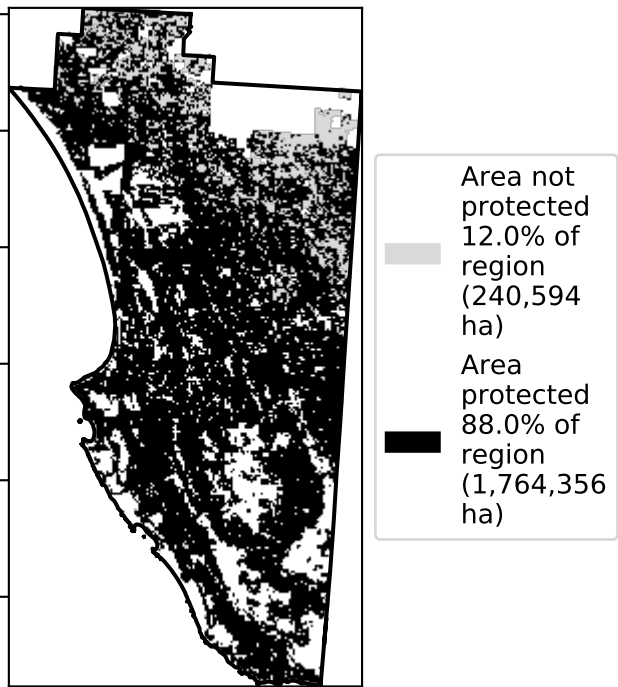 Area not
protected
12.0% of
region
(240,594
ha)
Area
protected
88.0% of
region
(1,764,356
ha)